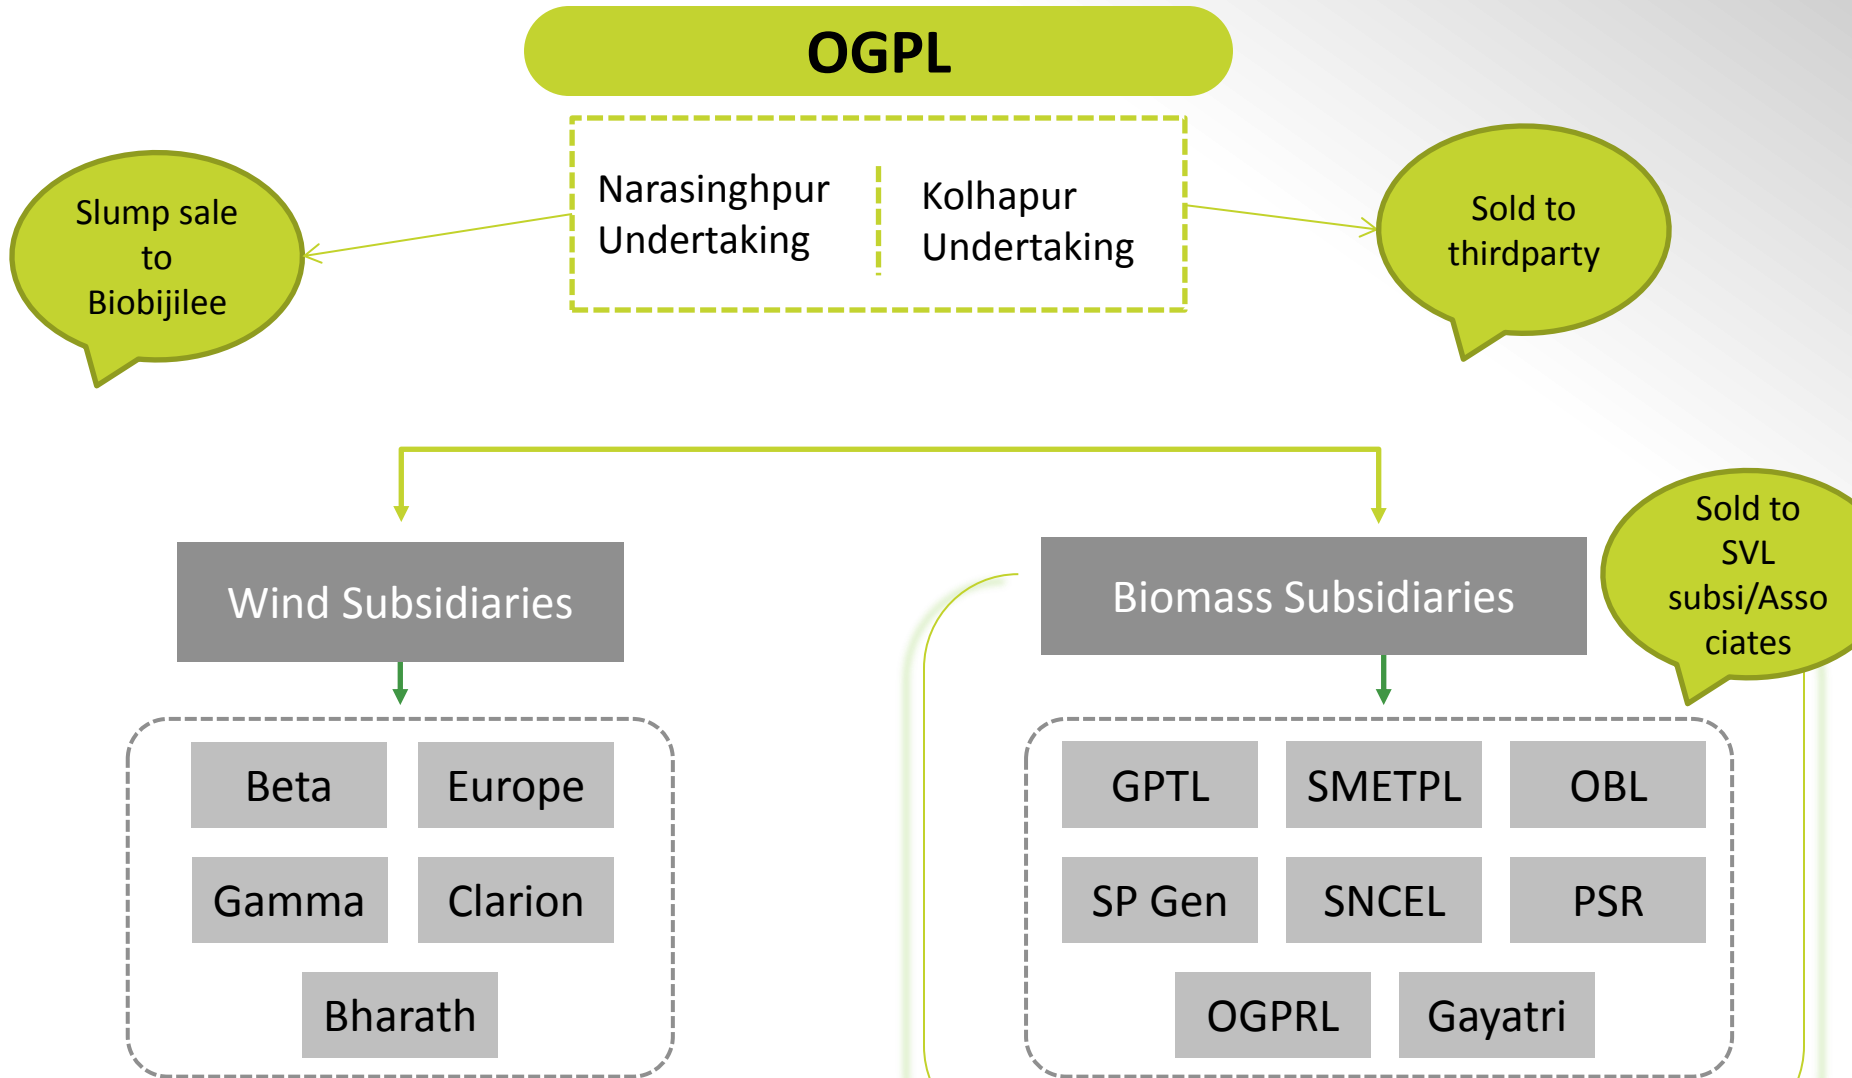 OGPL
Slump sale
to
Biobijilee
Narasinghpur
Undertaking
Kolhapur
Undertaking
Sold to
thirdparty
Wind Subsidiaries
Biomass Subsidiaries
Sold to
SVL
subsi/Asso
ciates
Beta
Europe
Gamma
Clarion
Bharath
GPTL
SMETPL
OBL
SP Gen
SNCEL
PSR
OGPRL
Gayatri